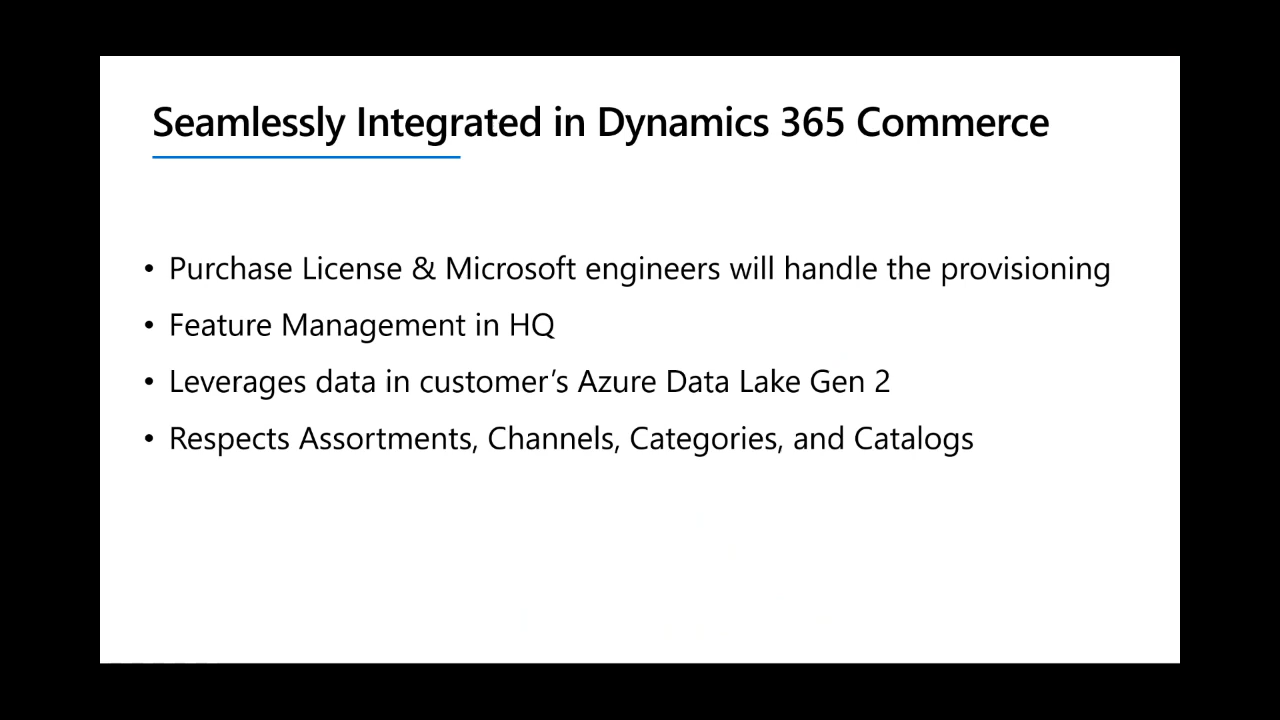 Seamlessly Integrated in Dynamics 365 Commerce
• Purchase License & Microsoft engineers will handle the provisioning
• Feature Management in HQ
• Leverages data in customer’s Azure Data Lake Gen 2
• Respects Assortments, Channels, Categories, and Catalogs